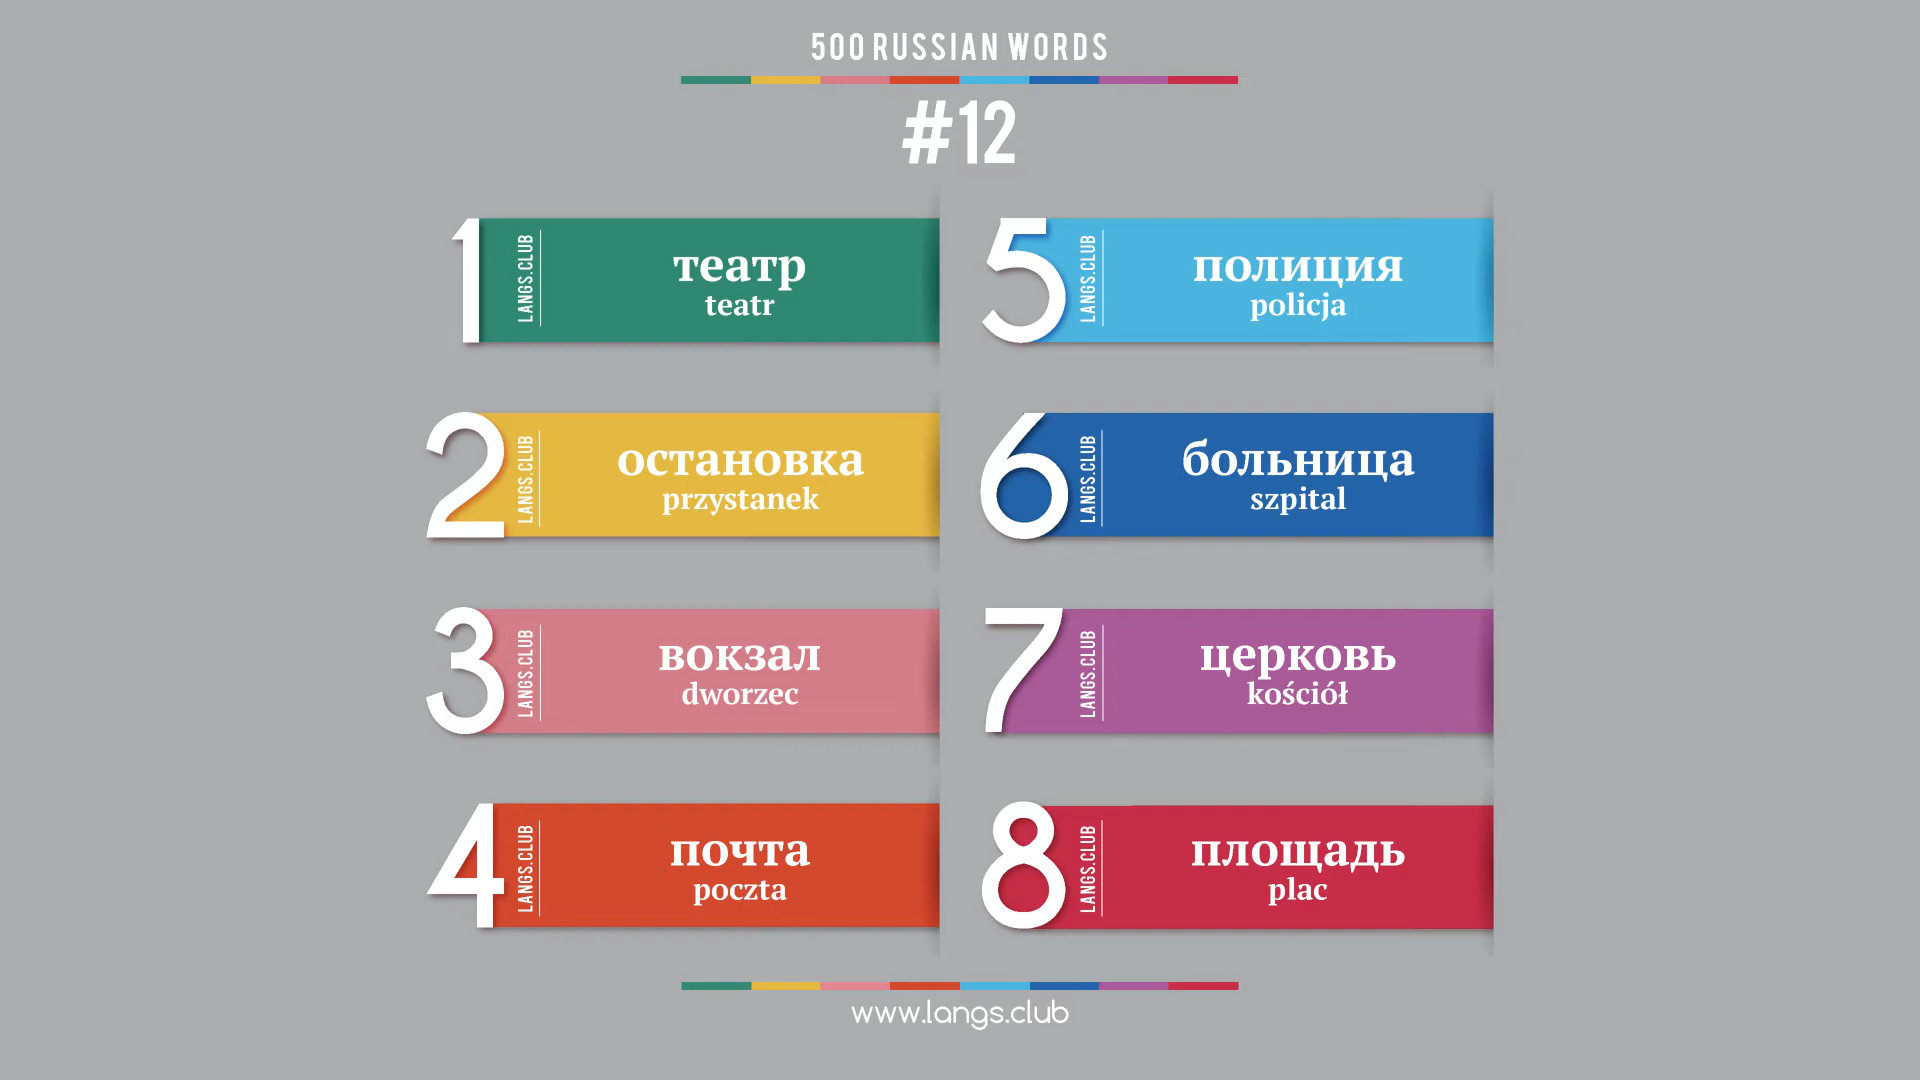 500 RUSSIAN WORDS
#12
1
LANGS.CLUB
театр
teatr
2
LANGS.CLUB
остановка
przystanek
3
LANGS.CLUB
вокзал
dworzec
4
LANGS.CLUB
почта
poczta
5
LANGS.CLUB
полиция
policja
6
LANGS.CLUB
больница
szpital
7
LANGS.CLUB
церковь
kościół
8
LANGS.CLUB
площадь
plac
www.langs.club